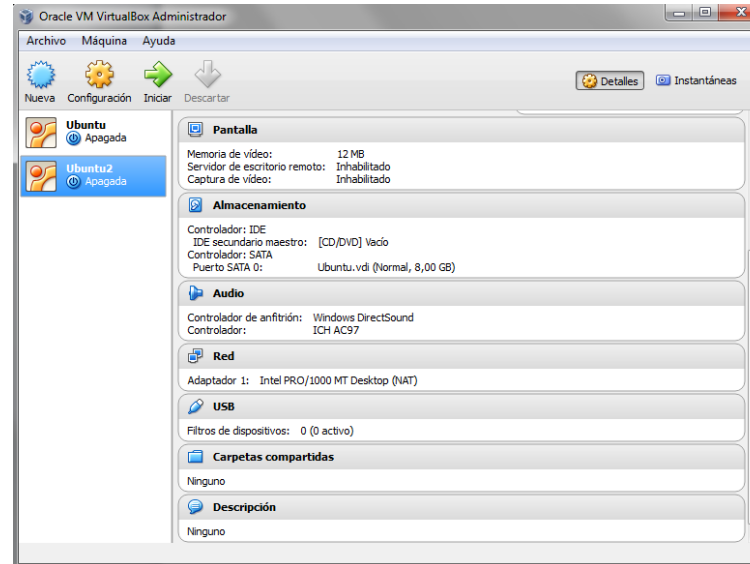 Oracle VM VirtualBox Administrador
Archivo Máquina Ayuda
Nueva Configuración Iniciar Descartar
Detalles Instantáneas
Ubuntu
Apagada
Ubuntu2
Apagada
Pantalla
Memoria de vídeo: 12 MB
Servidor de escritorio remoto: Inhabilitado
Captura de vídeo: Inhabilitado
Almacenamiento
Controlador: IDE
IDE secundario maestro: [CD/DVD] Vacío
Controlador: SATA
Puerto SATA 0: Ubuntu.vdi (Normal, 8,00 GB)
Audio
Controlador de anfitrión: Windows DirectSound
Controlador: ICH AC97
Red
Adaptador 1: Intel PRO/1000 MT Desktop (NAT)
USB
Filtros de dispositivos: 0 (0 activo)
Carpetas compartidas
Ninguno
Descripción
Ninguno